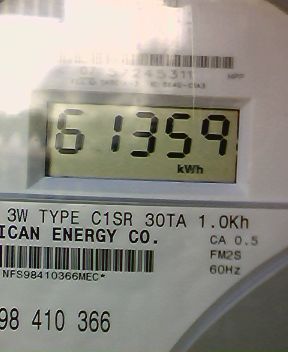 61359
kWh
3W TYPE C1SR 30TA 1.0Kh
ICAN ENERGY CO.
CA 0.5
FM2S
NFS98410366MEC*
60Hz
98 410 366